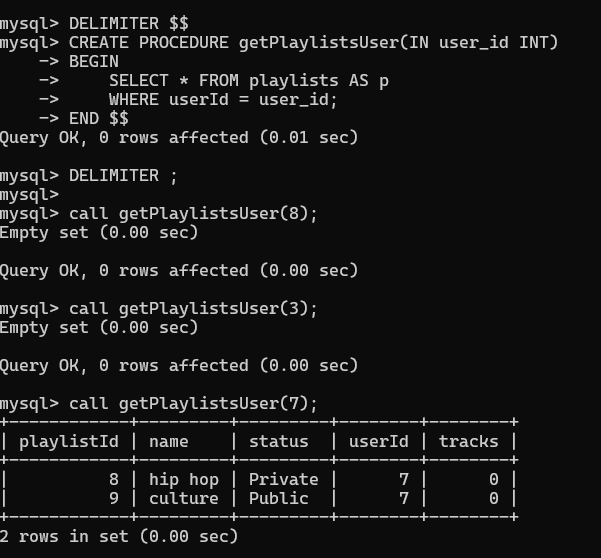 mysql> DELIMITER $$
mysql> CREATE PROCEDURE getPlaylistsUser(IN user_id INT)
    -> BEGIN
    ->     SELECT * FROM playlists AS p
    ->     WHERE userId = user_id;
    -> END $$
Query OK, 0 rows affected (0.01 sec)

mysql> DELIMITER ;
mysql>
mysql> call getPlaylistsUser(8);
Empty set (0.00 sec)

Query OK, 0 rows affected (0.00 sec)

mysql> call getPlaylistsUser(3);
Empty set (0.00 sec)

Query OK, 0 rows affected (0.00 sec)

mysql> call getPlaylistsUser(7);
+------------+---------+---------+--------+--------+
| playlistId | name    | status  | userId | tracks |
+------------+---------+---------+--------+--------+
|          8 | hip hop | Private |      7 |      0 |
|          9 | culture | Public  |      7 |      0 |
+------------+---------+---------+--------+--------+
2 rows in set (0.00 sec)